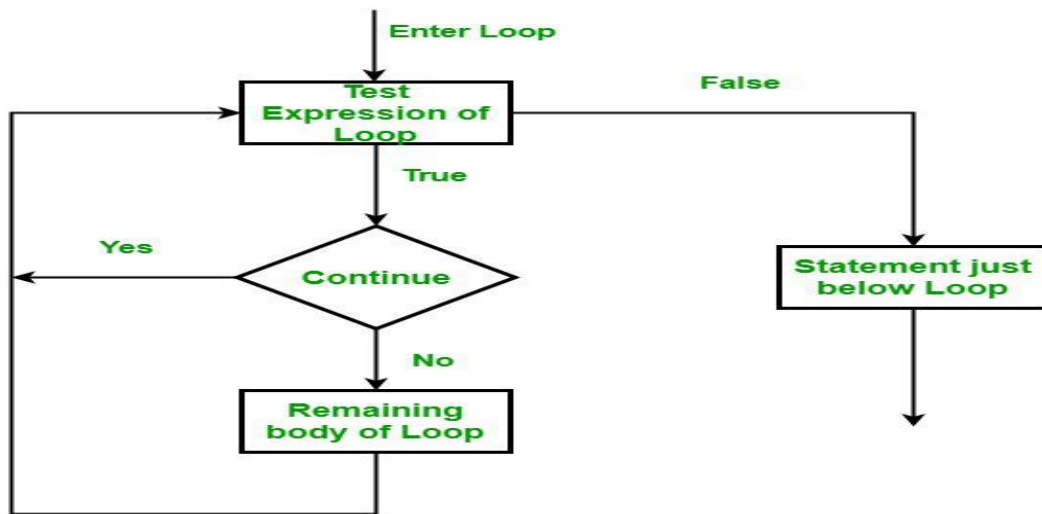 Enter Loop
Test
Expression of
Loop
False
True
Yes
Continue
Statement just
below Loop
No
Remaining
body of Loop